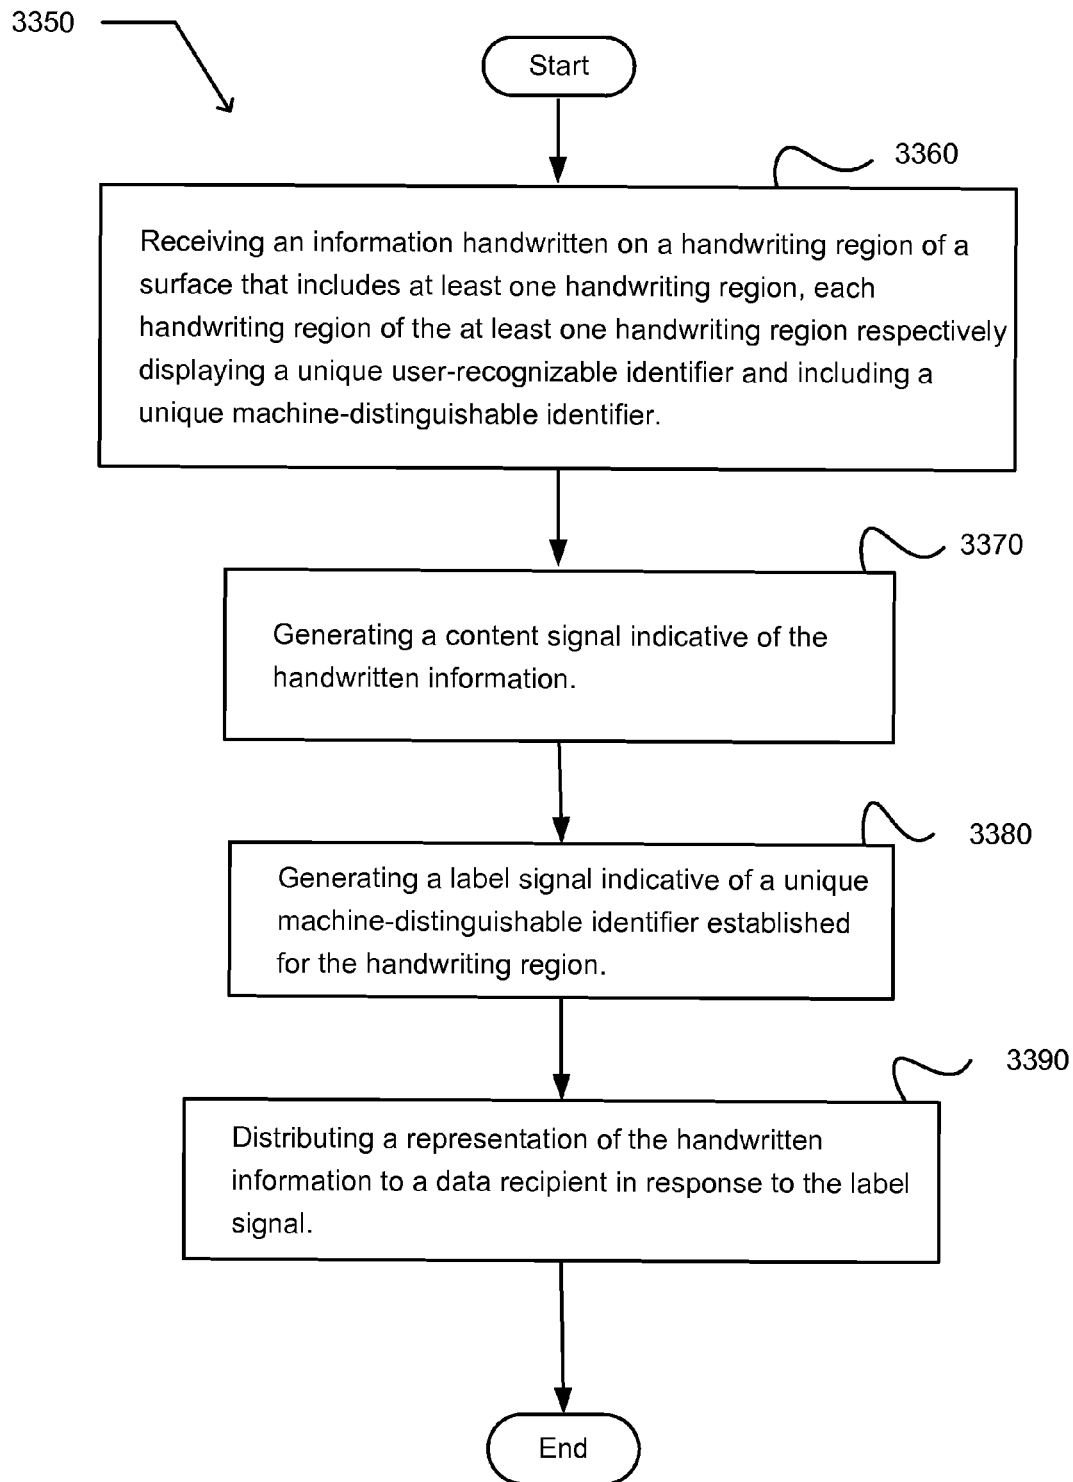 3350
Start
3360
Receiving an information handwritten on a handwriting region of a
surface that includes at least one handwriting region, each
handwriting region of the at least one handwriting region respectively
displaying a unique user-recognizable identifier and including a
unique machine-distinguishable identifier.
3370
Generating a content signal indicative of the
handwritten information.
3380
Generating a label signal indicative of a unique
machine-distinguishable identifier established
for the handwriting region.
3390
Distributing a representation of the handwritten
information to a data recipient in response to the label
signal.
End